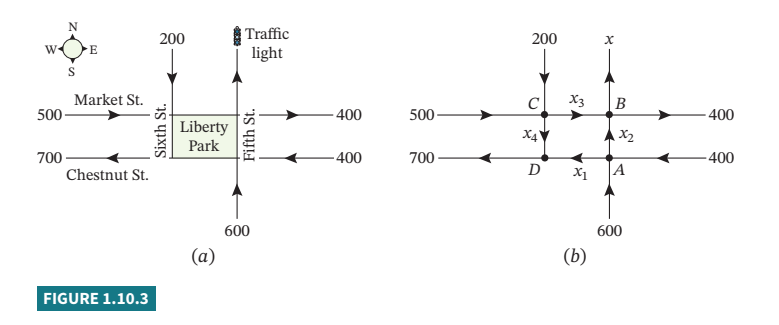 N
W E
S
200
Traffic
light
Market St.
500
400
Sixth St.
Liberty
Park
Fifth St.
700
400
Chestnut St.
600
(a)
200
x
C
x3
B
500
400
x4
x2
700
400
D
x1
A
600
(b)
FIGURE 1.10.3